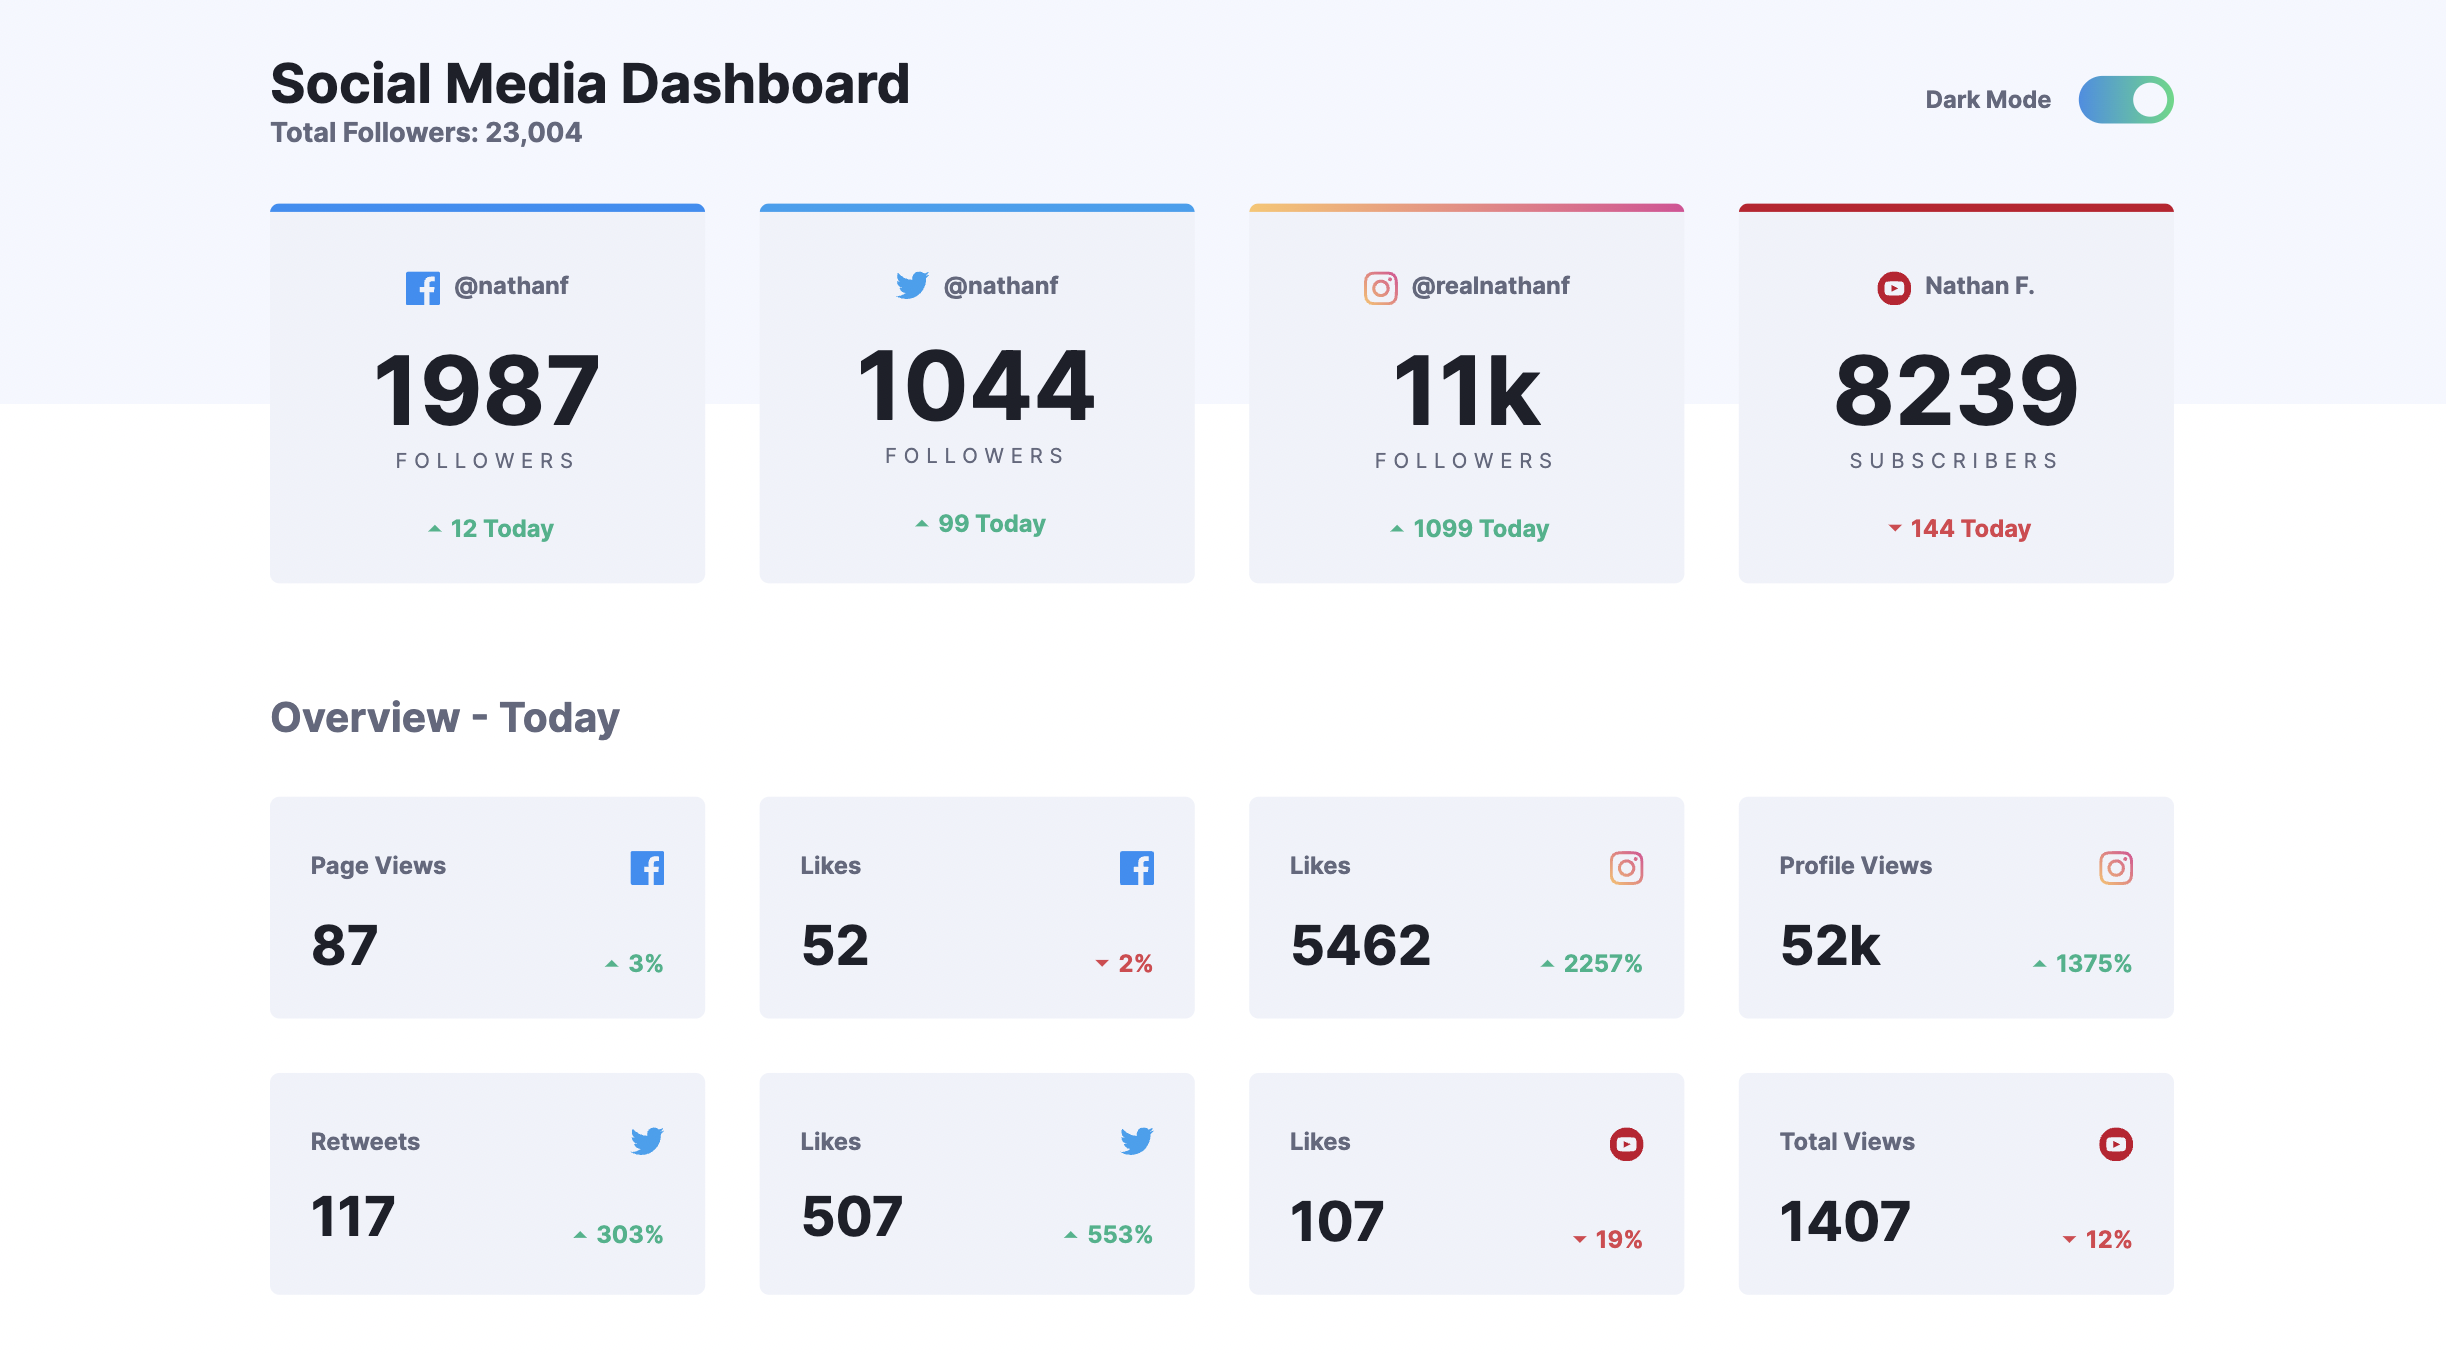 Social Media Dashboard
Total Followers: 23,004
Dark Mode
@nathanf
1987
FOLLOWERS
12 Today
@nathanf
1044
FOLLOWERS
99 Today
@realnathanf
11k
FOLLOWERS
1099 Today
Nathan F.
8239
SUBSCRIBERS
144 Today
Overview - Today
Page Views
87
3%
Likes
52
2%
Likes
5462
2257%
Profile Views
52k
1375%
Retweets
117
303%
Likes
507
553%
Likes
107
19%
Total Views
1407
12%